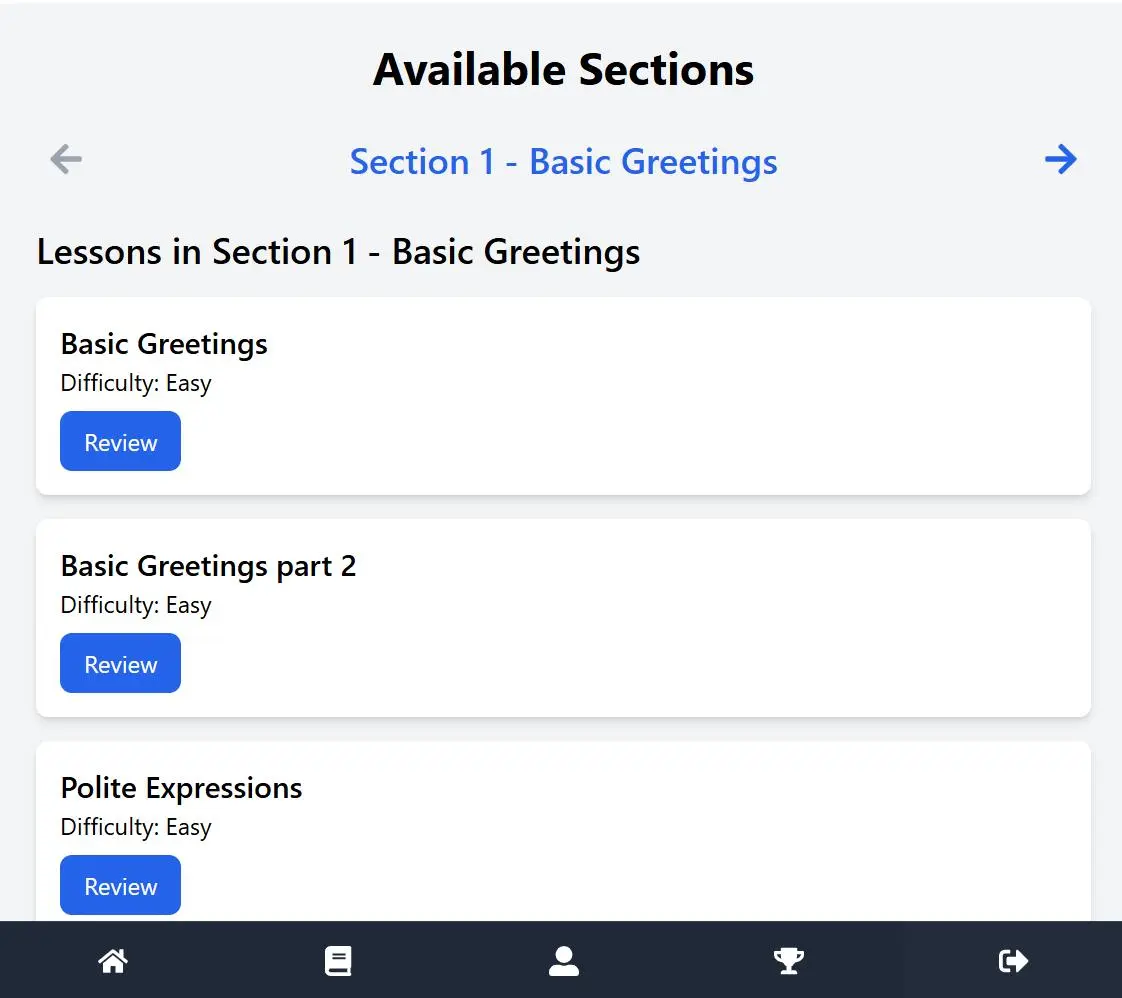 Available Sections
Section 1 - Basic Greetings
Lessons in Section 1 - Basic Greetings
Basic Greetings
Difficulty: Easy
Review
Basic Greetings part 2
Difficulty: Easy
Review
Polite Expressions
Difficulty: Easy
Review